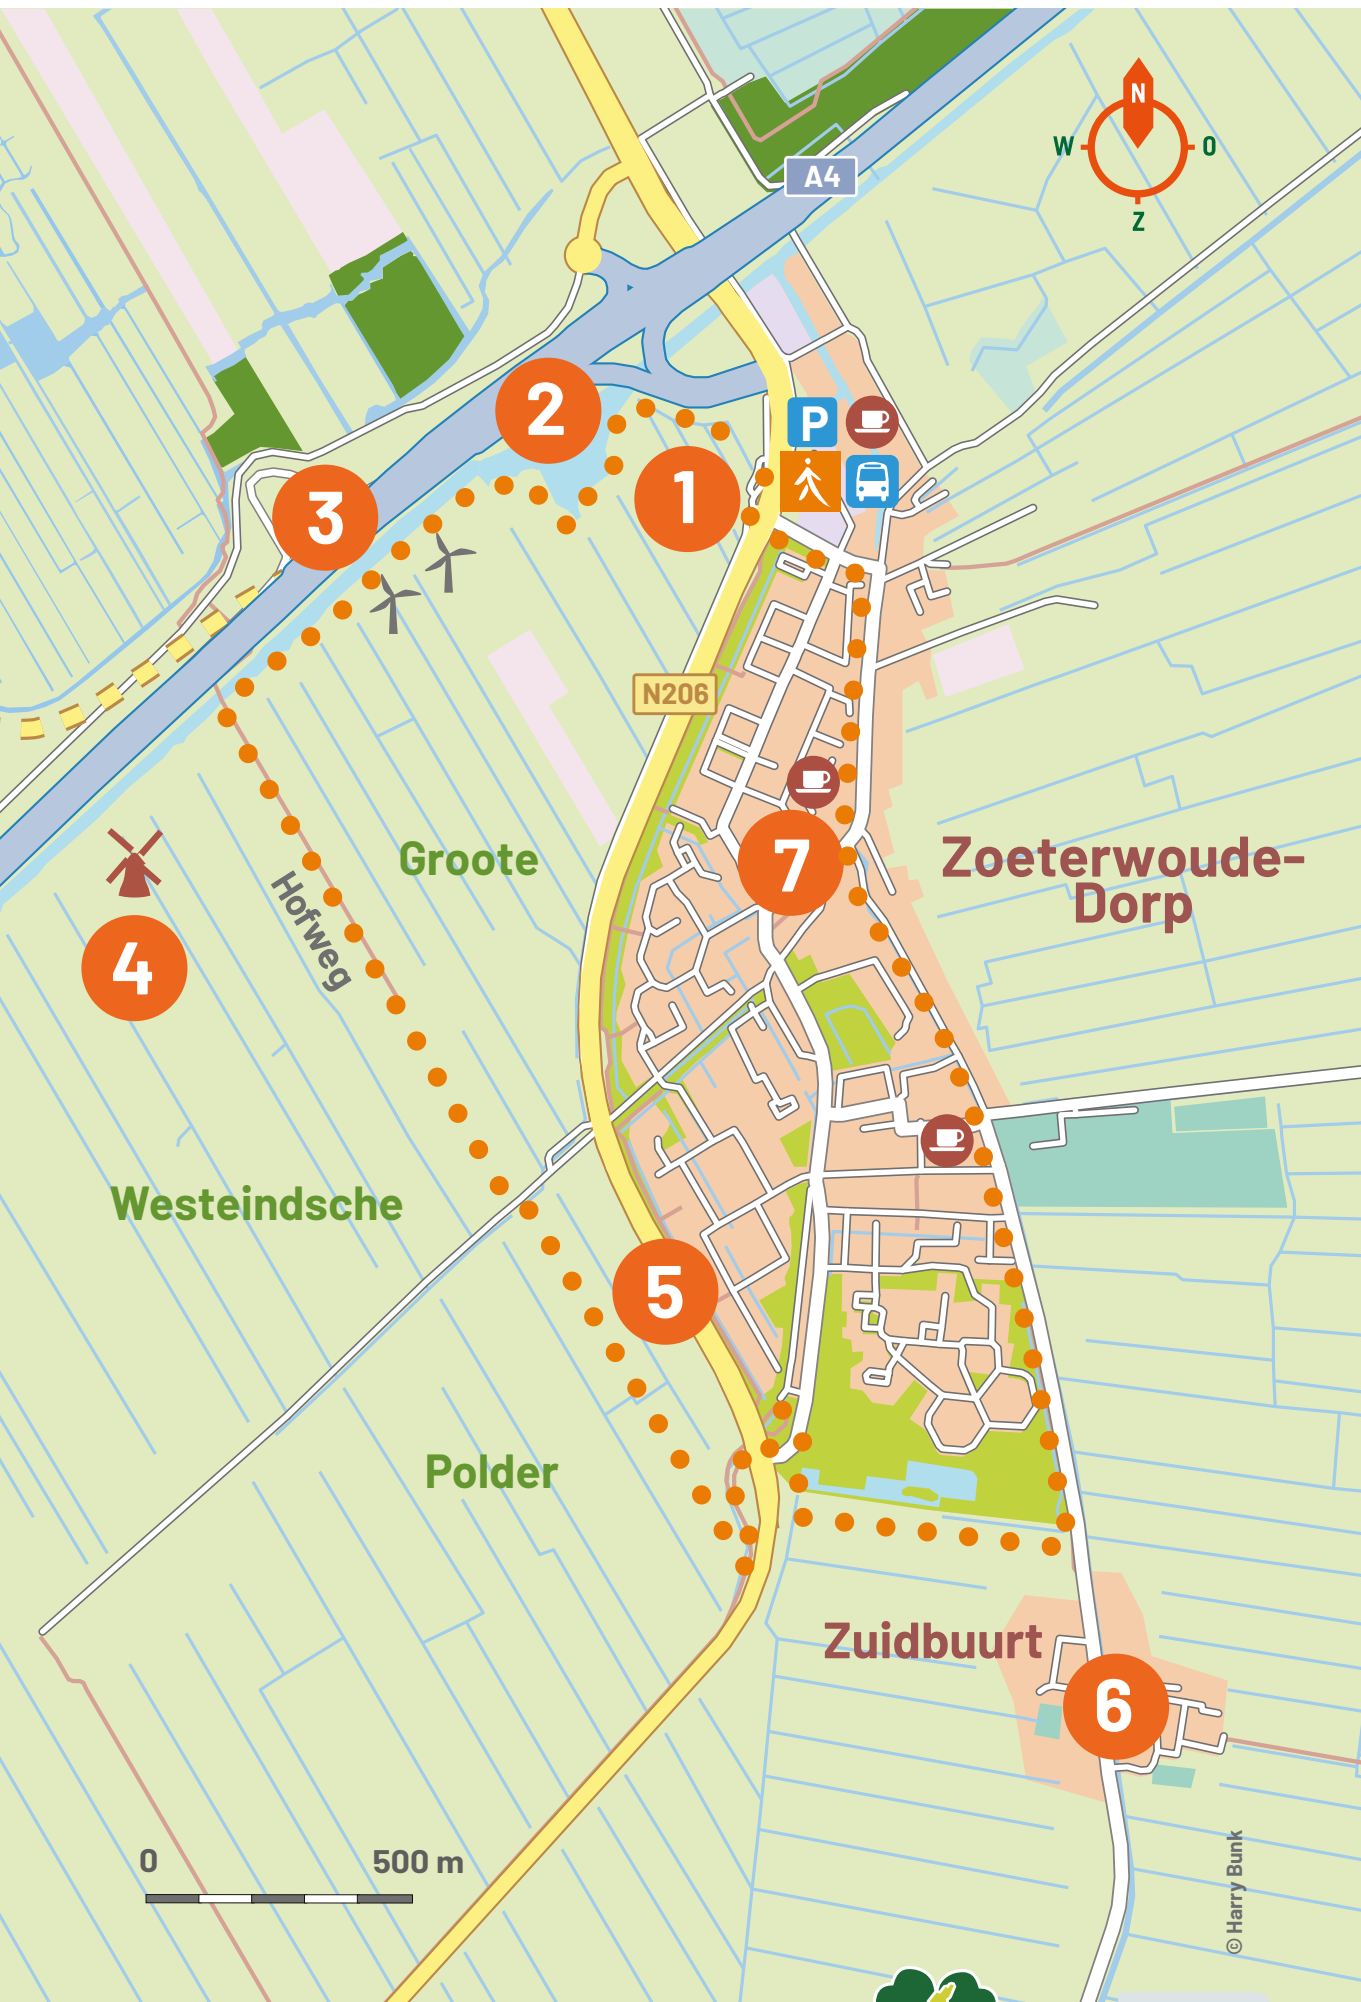 N
W
O
Z
A4
2
P
1
3
N206
Groote
Zoeterwoude-
Dorp
7
Hofweg
4
Westeindsche
5
Polder
Zuidbuurt
6
0
500 m
© Harry Bunk